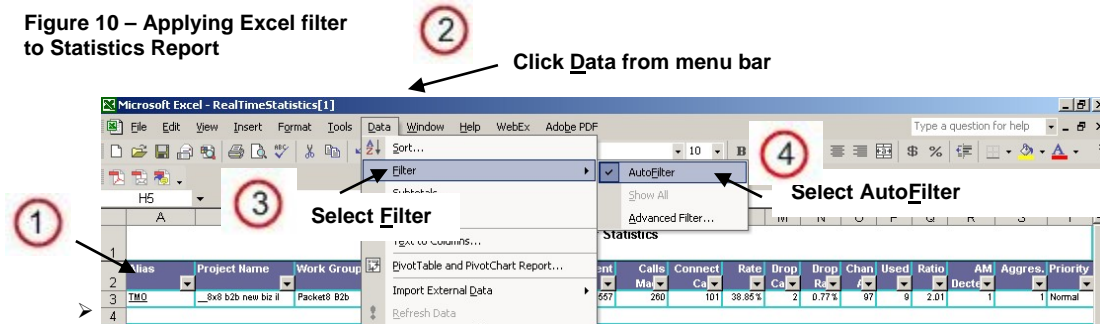 Figure 10 – Applying Excel filter
to Statistics Report
2
Click Data from menu bar
Microsoft Excel - RealTimeStatistics[1]
File Edit View Insert Format Tools Data Window Help WebEx Adobe PDF Type a question for help
Sort... 10 B $ %
Filter AutoFilter
4
Select AutoFilter
Show All
Advanced Filter...
H5
1
3
Select Filter
A M N O P Q R S
Text to Columns... Statistics
1
Alias Project Name Work Group PivotTable and PivotChart Report... Calls Connect Rate Drop Drop Chan Used Ratio AM Aggres. Priority
2 Import External Data
3 TMO __8x8 b2b new biz il Packet8 B2b 557 260 101 38.85% 2 0.77% 97 9 2.01 1 1 Normal
4 Refresh Data